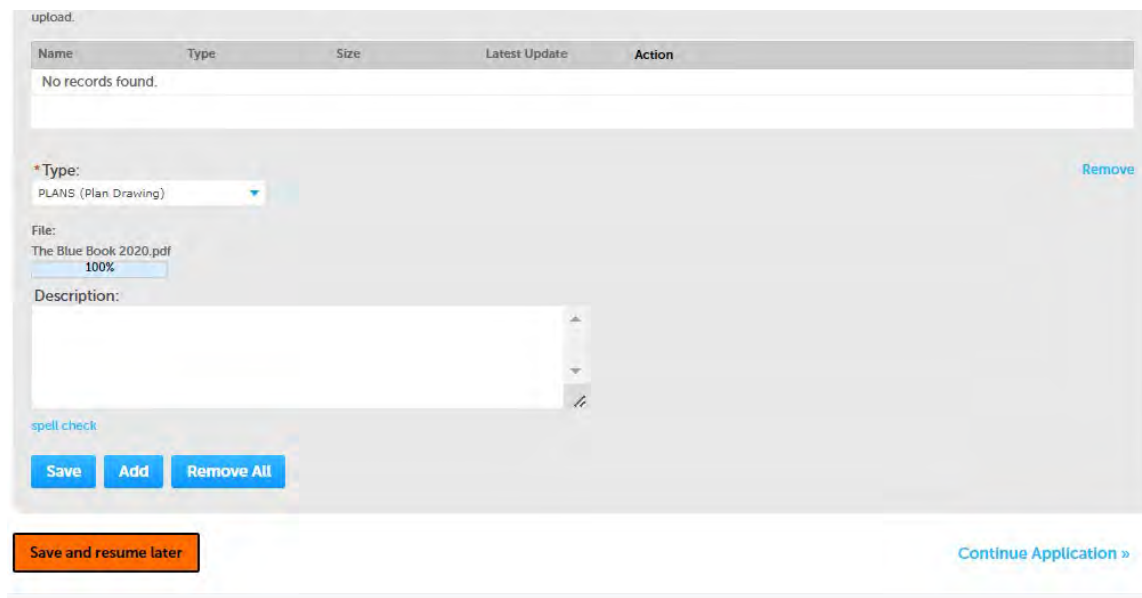 upload.
Name Type Size Latest Update Action
No records found.
*Type: Remove
PLANS (Plan Drawing)
File:
The Blue Book 2020.pdf
100%
Description:
spell check
Save Add Remove All
Save and resume later Continue Application »